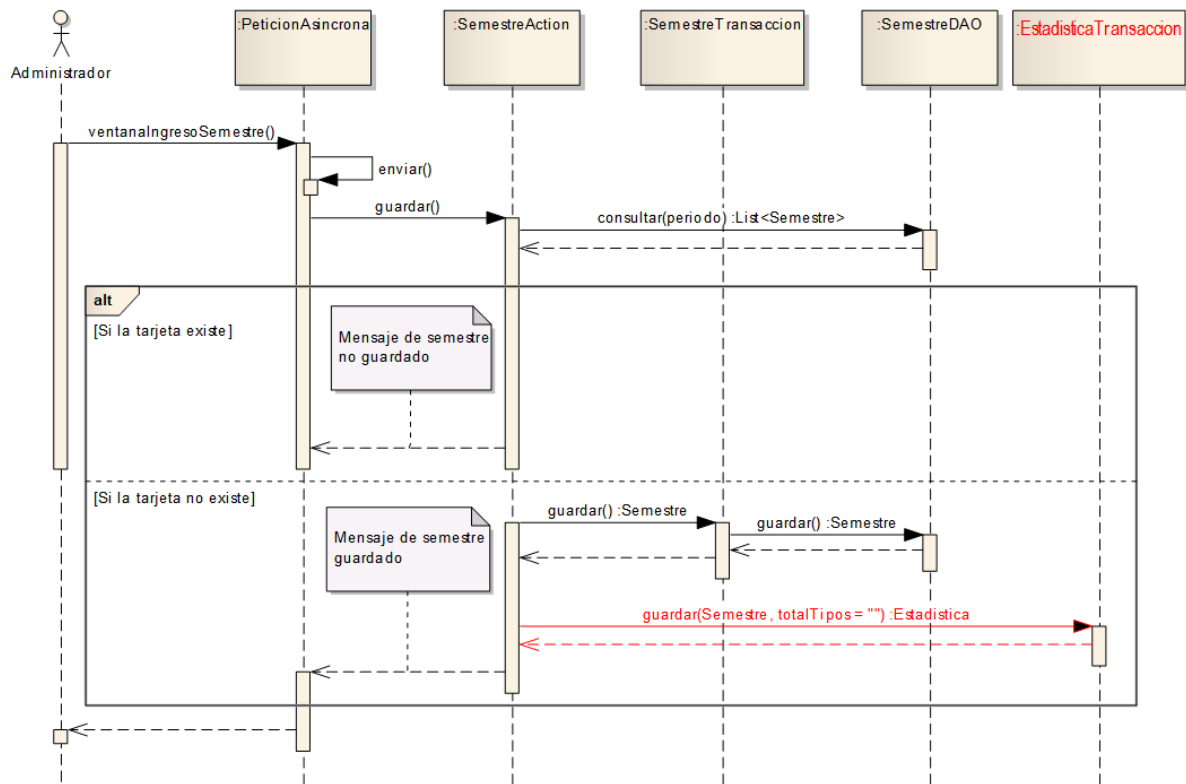 :PeticionAsincrona
:SemestreAction
:SemestreTransaccion
:SemestreDAO
:EstadisticaTransaccion
Administrador
ventanaIngresoSemestre()
enviar()
guardar()
consultar(periodo) :List<Semestre>
alt
[Si la tarjeta existe]
Mensaje de semestre
no guardado
[Si la tarjeta no existe]
guardar() :Semestre
guardar() :Semestre
Mensaje de semestre
guardado
guardar(Semestre, totalTipos = "") :Estadistica